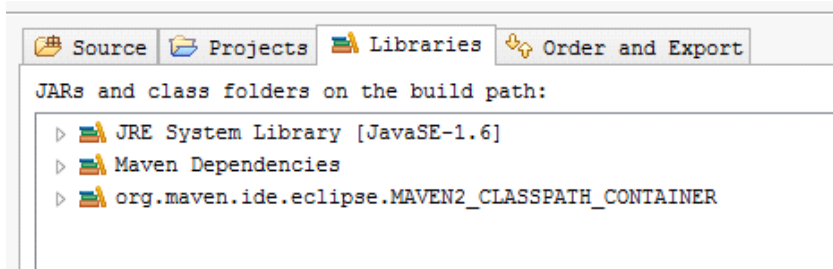 Source Projects Libraries Order and Export
JARs and class folders on the build path:
JRE System Library [JavaSE-1.6]
Maven Dependencies
org.maven.ide.eclipse.MAVEN2_CLASSPATH_CONTAINER